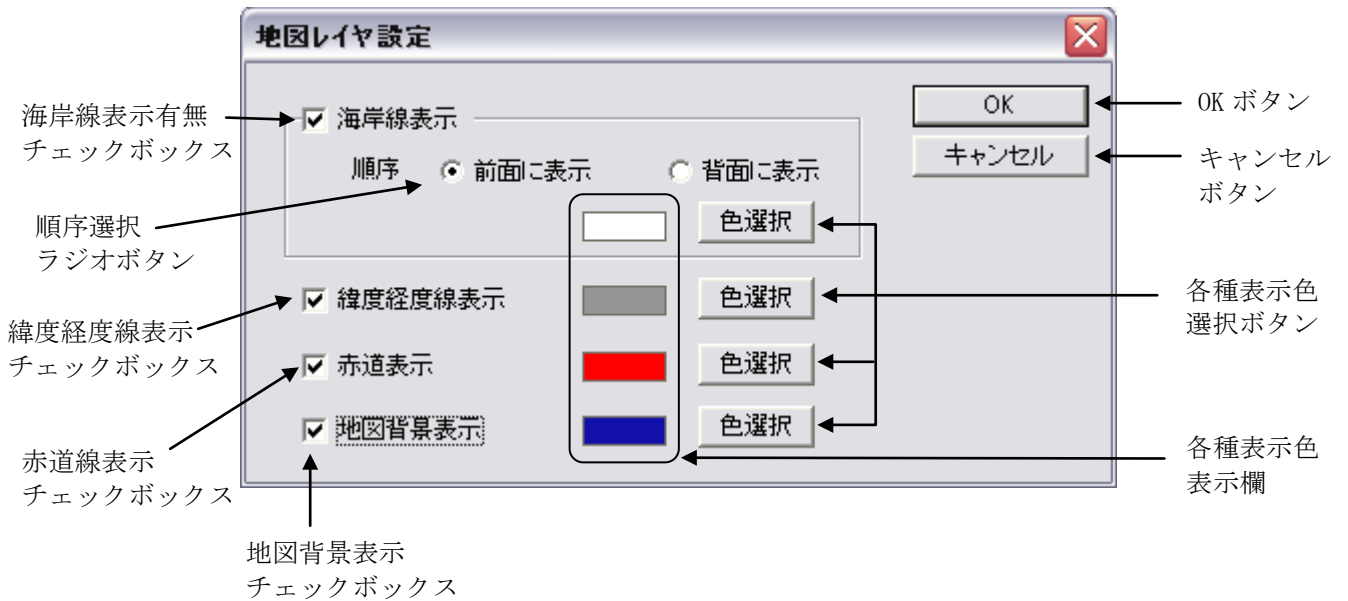 地図レイヤ設定
海岸線表示有無
チェックボックス
海岸線表示
OK
OK ボタン
順序
前面に表示
背面に表示
キャンセル
キャンセル
ボタン
順序選択
ラジオボタン
色選択
緯度経度線表示
色選択
各種表示色
選択ボタン
緯度経度線表示
チェックボックス
赤道表示
色選択
地図背景表示
色選択
赤道線表示
チェックボックス
各種表示色
表示欄
地図背景表示
チェックボックス